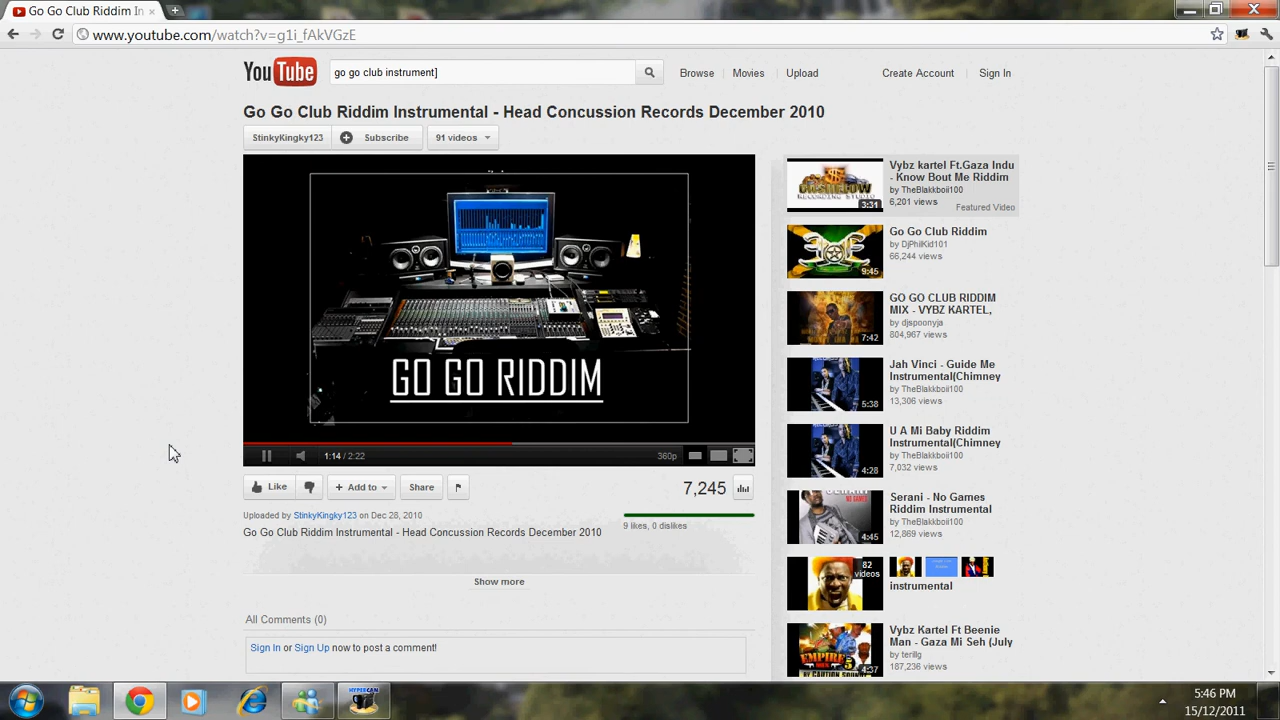 Go Go Club Riddim In
www.youtube.com/watch?v=g1i_fAkVGzE
YouTube
go go club instrument]
Browse
Movies
Upload
Create Account
Sign In
Go Go Club Riddim Instrumental - Head Concussion Records December 2010
StinkyKingky123
Subscribe
91 videos
GO GO RIDDIM
1:14 / 2:22
360p
Like
Add to
Share
7,245
Uploaded by StinkyKingky123 on Dec 28, 2010
9 likes, 0 dislikes
Go Go Club Riddim Instrumental - Head Concussion Records December 2010
Show more
All Comments (0)
Sign In or Sign Up now to post a comment!
3:31
Vybz kartel Ft.Gaza Indu
- Know Bout Me Riddim
by TheBlakkboii100
6,201 views
Featured Video
9:45
Go Go Club Riddim
by DjPhilKid101
66,244 views
7:42
GO GO CLUB RIDDIM
MIX - VYBZ KARTEL,
by djspoonyja
804,967 views
5:38
Jah Vinci - Guide Me
Instrumental(Chimney
by TheBlakkboii100
13,306 views
4:28
U A Mi Baby Riddim
Instrumental(Chimney
by TheBlakkboii100
7,032 views
4:45
Serani - No Games
Riddim Instrumental
by TheBlakkboii100
12,869 views
82
videos
instrumental
EMPIRE
4:37
Vybz Kartel Ft Beenie
Man - Gaza Mi Seh (July
by terillg
187,236 views
HYPERCAN
5:46 PM
15/12/2011